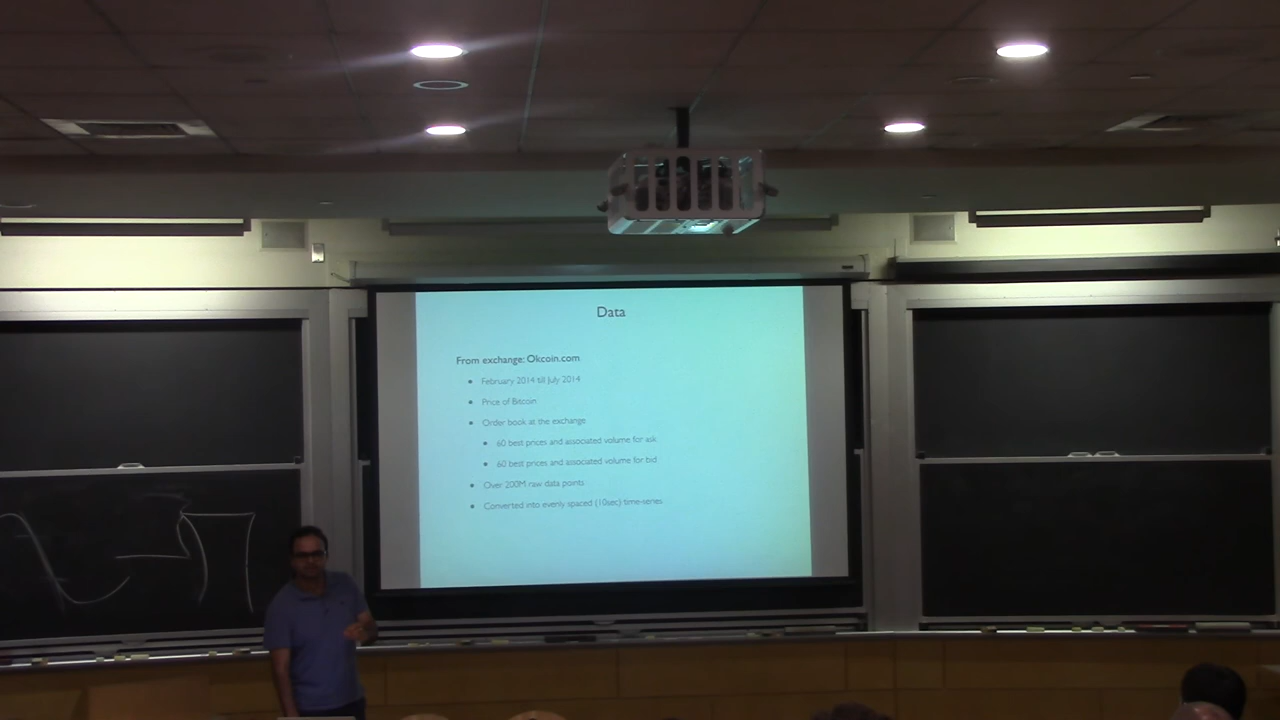 Data
From exchange: Okcoin.com
February 2014 till July 2014
Price of Bitcoin
Order book at the exchange
60 best prices and associated volume for ask
60 best prices and associated volume for bid
Over 200M raw data points
Converted into evenly spaced (10sec) time-series